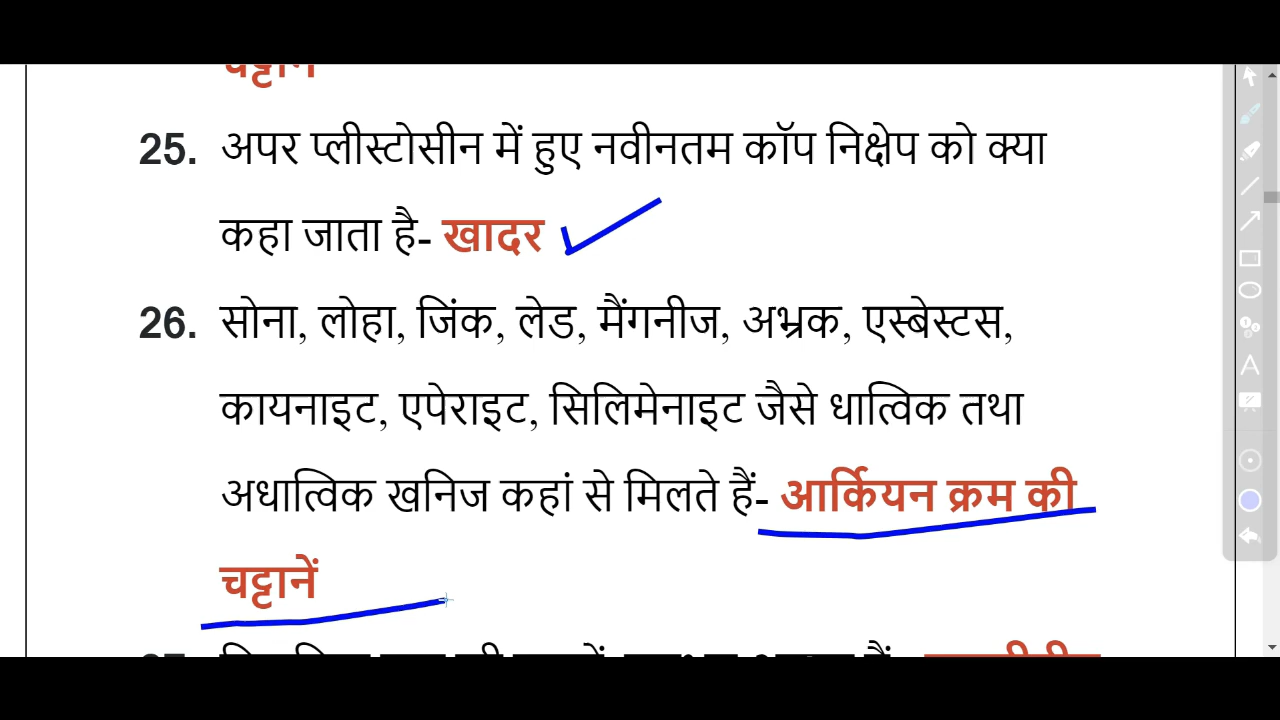 चट्टानें
25. अपर प्लीस्टोसीन में हुए नवीनतम कॉप निक्षेप को क्या
कहा जाता है- खादर
26. सोना, लोहा, जिंक, लेड, मैंगनीज, अभ्रक, एस्बेस्टस,
कायनाइट, एपेराइट, सिलिमेनाइट जैसे धात्विक तथा
अधात्विक खनिज कहां से मिलते हैं- आर्कियन क्रम की
चट्टानें